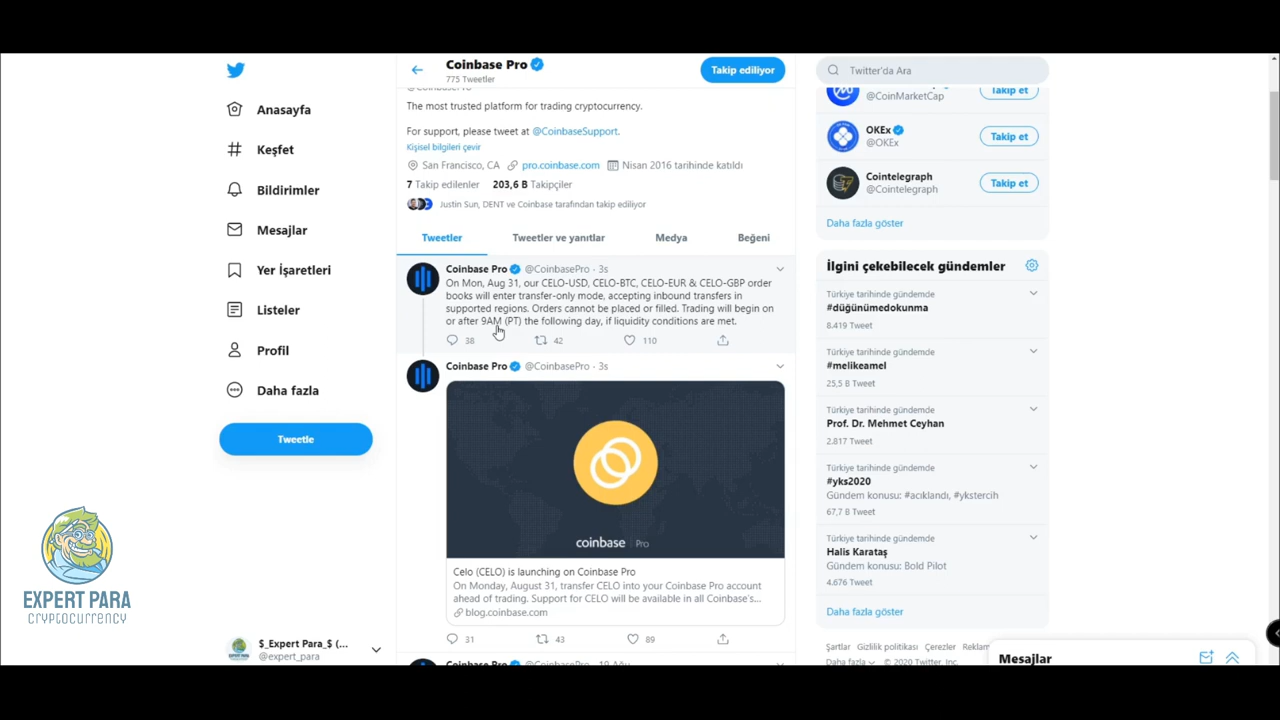 Coinbase Pro
775 Tweetler
Takip ediliyor
The most trusted platform for trading cryptocurrency.
For support, please tweet at @CoinbaseSupport.
Kişisel bilgileri çevir
San Francisco, CA pro.coinbase.com Nisan 2016 tarihinde katıldı
7 Takip edilenler 203,6 B Takipçiler
Justin Sun, DENT ve Coinbase tarafından takip ediliyor
Tweetler Tweetler ve yanıtlar Medya Beğeni
Coinbase Pro @CoinbasePro · 3s
On Mon, Aug 31, our CELO-USD, CELO-BTC, CELO-EUR & CELO-GBP order
books will enter transfer-only mode, accepting inbound transfers in
supported regions. Orders cannot be placed or filled. Trading will begin on
or after 9AM (PT) the following day, if liquidity conditions are met.
38 42 110
Coinbase Pro @CoinbasePro · 3s
coinbase | Pro
Celo (CELO) is launching on Coinbase Pro
On Monday, August 31, transfer CELO into your Coinbase Pro account
ahead of trading. Support for CELO will be available in all Coinbase's...
blog.coinbase.com
31 43 89
Anasayfa
Keşfet
Bildirimler
Mesajlar
Yer İşaretleri
Listeler
Profil
Daha fazla
Tweetle
EXPERT PARA
CRYPTOCURRENCY
$_Expert Para_$ (...
@expert_para
Twitter'da Ara
@CoinMarketCap
Takip et
OKEx
@OKEx
Takip et
Cointelegraph
@Cointelegraph
Takip et
Daha fazla göster
İlgini çekebilecek gündemler
Türkiye tarihinde gündemde
#düğünümedokunma
8.419 Tweet
Türkiye tarihinde gündemde
#melikeamel
25,5 B Tweet
Türkiye tarihinde gündemde
Prof. Dr. Mehmet Ceyhan
2.817 Tweet
Türkiye tarihinde gündemde
#yks2020
Gündem konusu: #açıklandı, #ykstercih
67,7 B Tweet
Türkiye tarihinde gündemde
Halis Karataş
Gündem konusu: Bold Pilot
4.676 Tweet
Daha fazla göster
Şartlar Gizlilik politikası Çerezler Reklam
Daha fazla © 2020 Twitter, Inc.
Mesajlar